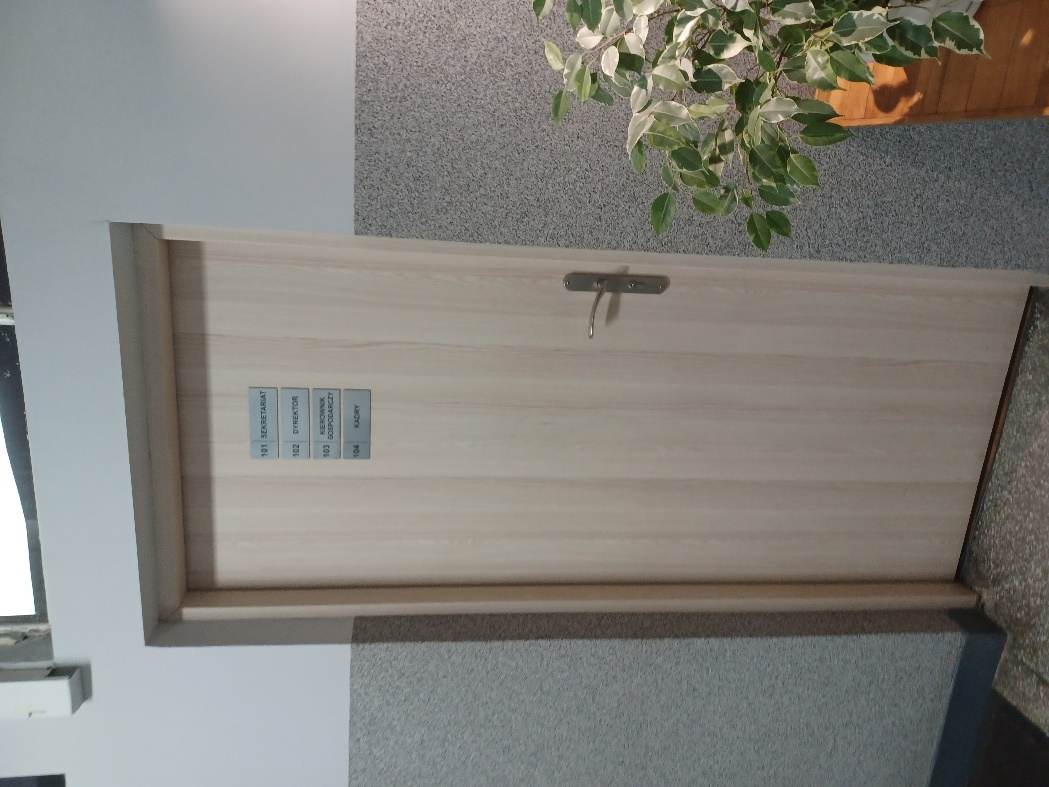 101 SEKRETARIAT
102 DYREKTOR
103 KIEROWNIK
GOSPODARCZY
104 KADRY